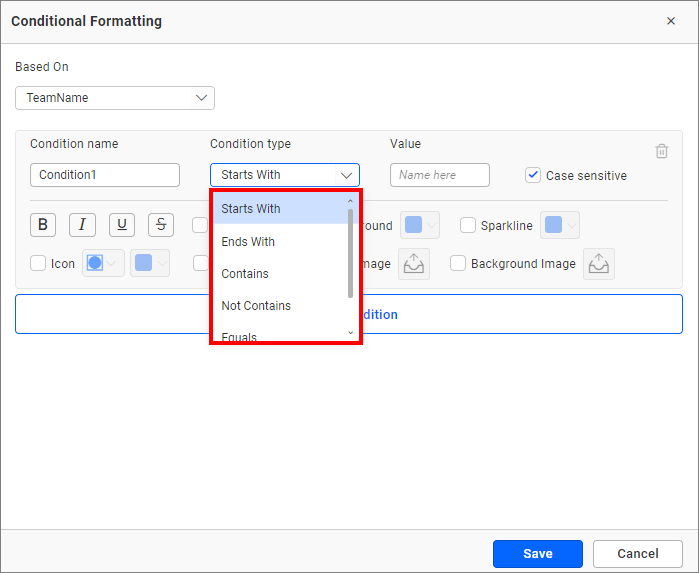 Conditional Formatting
Based On
TeamName
Condition name Condition type Value
Condition1 Starts With Name here Case sensitive
Starts With
B I U S round Sparkline
Ends With
Icon mage Background Image
Contains
Not Contains
dition
Equals
Save Cancel